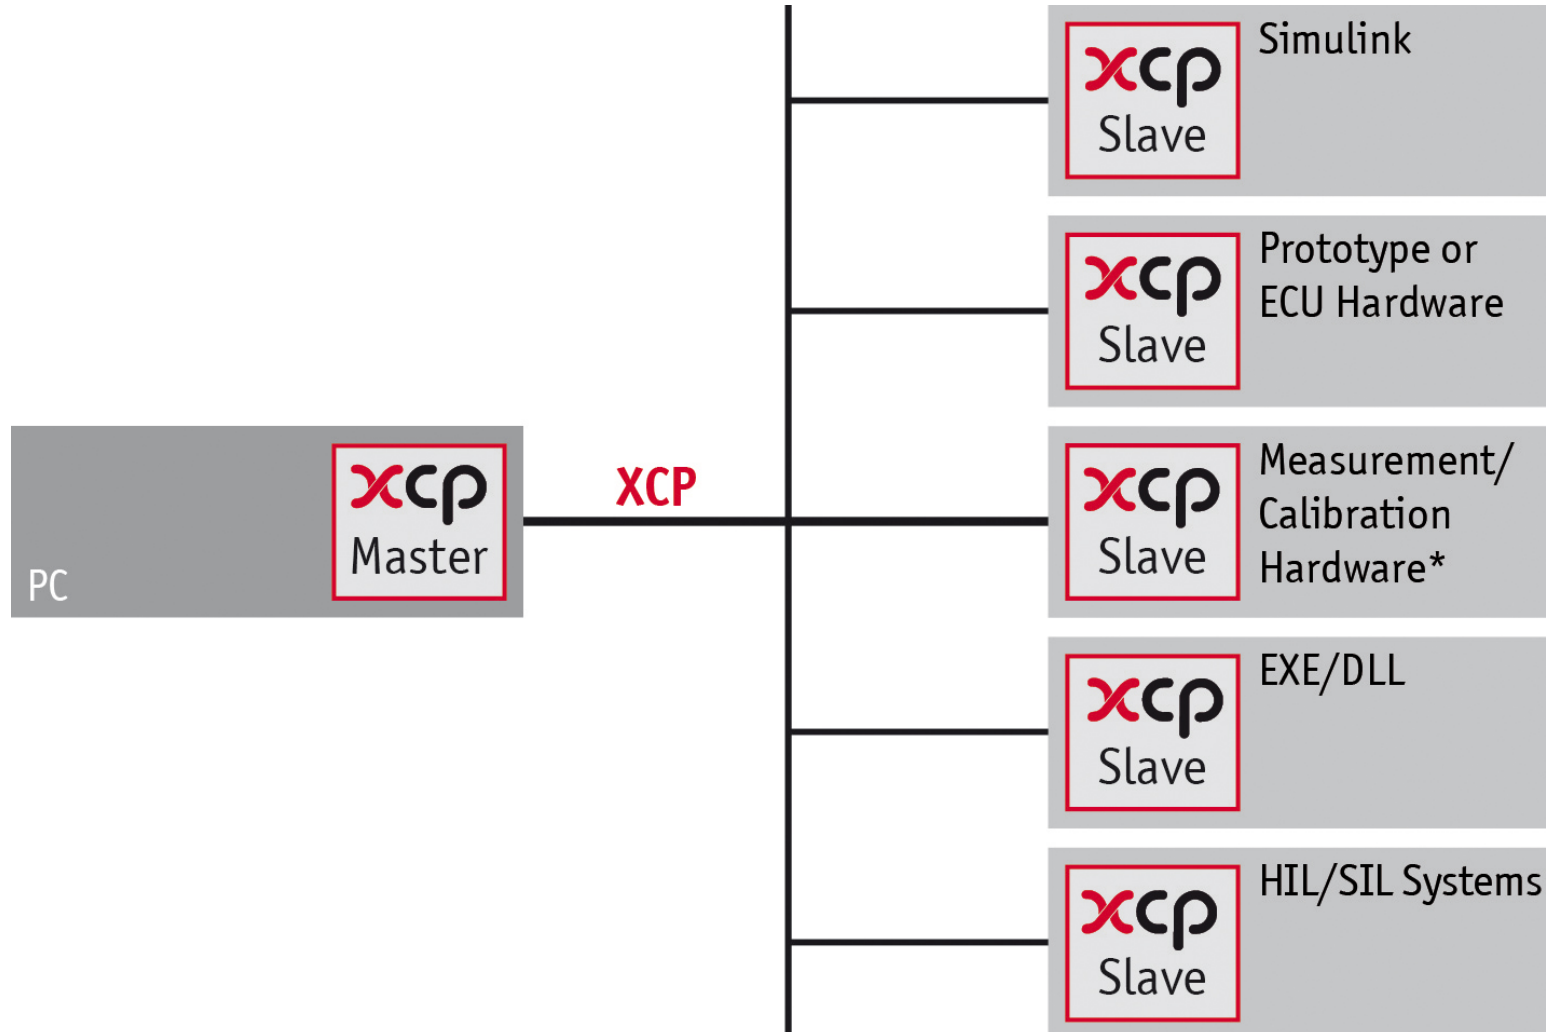 xcp
Slave
Simulink
xcp
Slave
Prototype or
ECU Hardware
PC
xcp
Master
XCP
xcp
Slave
Measurement/
Calibration
Hardware*
xcp
Slave
EXE/DLL
xcp
Slave
HIL/SIL Systems